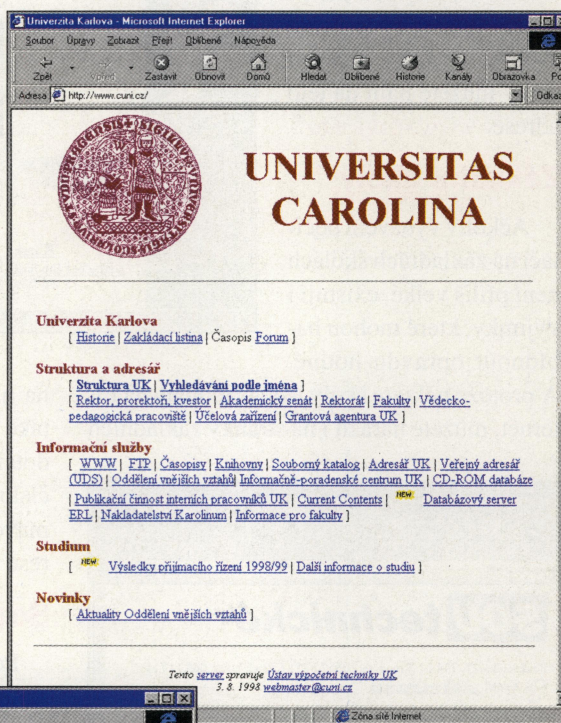 Univerzita Karlova - Microsoft Internet Explorer
Soubor Úpravy Zobrazit Přejít Oblíbené Nápověda
Zpět Vpřed Zastavit Obnovit Domů Hledat Oblíbené Historie Kanály Obrazovka
Adresa http://www.cuni.cz/ Odkaz
UNIVERSITAS
CAROLINA
Univerzita Karlova
[ Historie | Zakládací listina | Časopis Forum ]
Struktura a adresář
[ Struktura UK | Vyhledávání podle jména ]
[ Rektor, prorektoři, kvestor | Akademický senát | Rektorát | Fakulty | Vědecko-
pedagogická pracoviště | Účelová zařízení | Grantová agentura UK ]
Informační služby
[ WWW | FTP | Časopisy | Knihovny | Souborný katalog | Adresář UK | Veřejný adresář
(UDS) | Oddělení vnějších vztahů| Informačně-poradenské centrum UK | CD-ROM databáze
| Publikační činnost interních pracovníků UK | Current Contents | NEW Databázový server
ERL | Nakladatelství Karolinum | Informace pro fakulty ]
Studium
[ NEW Výsledky přijímacího řízení 1998/99 | Další informace o studiu ]
Novinky
[ Aktuality Oddělení vnějších vztahů ]
Tento server spravuje Ústav výpočetní techniky UK
3. 8. 1998 webmaster@cuni.cz
Zóna sítě Internet